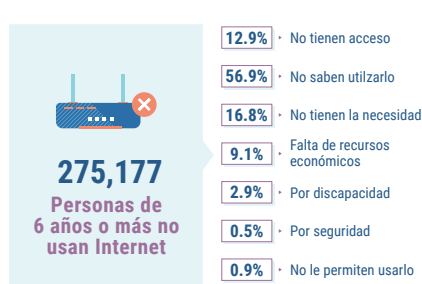 275,177
Personas de
6 años o más no
usan Internet
12.9% No tienen acceso
56.9% No saben utilzarlo
16.8% No tienen la necesidad
9.1% Falta de recursos
económicos
2.9% Por discapacidad
0.5% Por seguridad
0.9% No le permiten usarlo